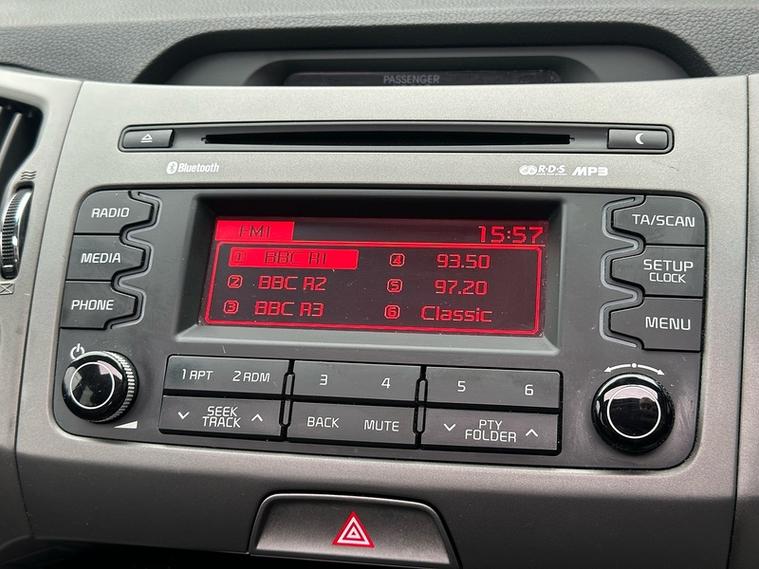 PASSENGER
Bluetooth
R·D·S MP3
RADIO
MEDIA
PHONE
FM1 15:57
1 BBC R1 4 93.50
2 BBC R2 5 97.20
3 BBC R3 6 Classic
TA/SCAN
SETUP
CLOCK
MENU
1 RPT 2 RDM 3 4 5 6
SEEK
TRACK
BACK MUTE
PTY
FOLDER